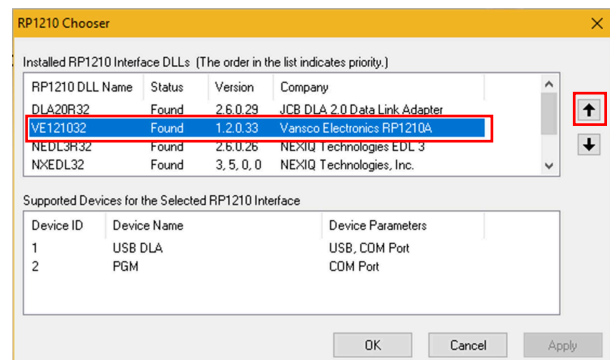 RP1210 Chooser
Installed RP1210 Interface DLLs (The order in the list indicates priority.)
RP1210 DLL Name Status Version Company
DLA20R32 Found 2.6.0.29 JCB DLA 2.0 Data Link Adapter
VE121032 Found 1.2.0.33 Vansco Electronics RP1210A
NEDL3R32 Found 2.6.0.26 NEXIQ Technologies EDL 3
NXEDL32 Found 3, 5, 0, 0 NEXIQ Technologies, Inc.
Supported Devices for the Selected RP1210 Interface
Device ID Device Name Device Parameters
1 USB DLA USB, COM Port
2 PGM COM Port
OK Cancel Apply